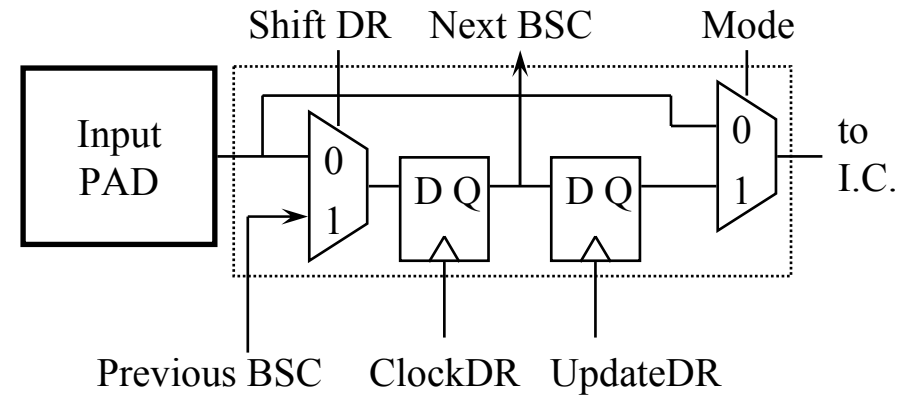 Shift DR
Next BSC
Mode
Input
PAD
0
1
D Q
D Q
0
1
to
I.C.
Previous BSC
ClockDR
UpdateDR